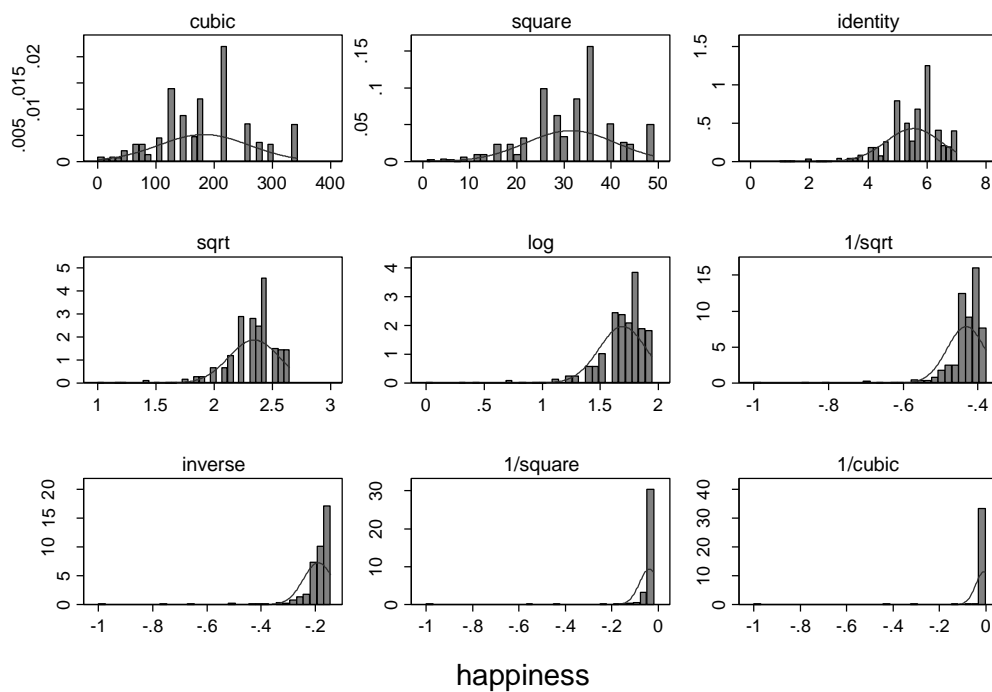 cubic square identity
0 .005 .01 .015 .02
0 .05 .1 .15
0 .5 1 1.5
0 100 200 300 400
0 10 20 30 40 50
0 2 4 6 8
sqrt log 1/sqrt
0 1 2 3 4 5
0 1 2 3 4
0 5 10 15
1 1.5 2 2.5 3
0 .5 1 1.5 2
-1 -.8 -.6 -.4
inverse 1/square 1/cubic
0 5 10 15 20
0 10 20 30
0 10 20 30 40
-1 -.8 -.6 -.4 -.2
-1 -.8 -.6 -.4 -.2 0
-1 -.8 -.6 -.4 -.2 0
happiness